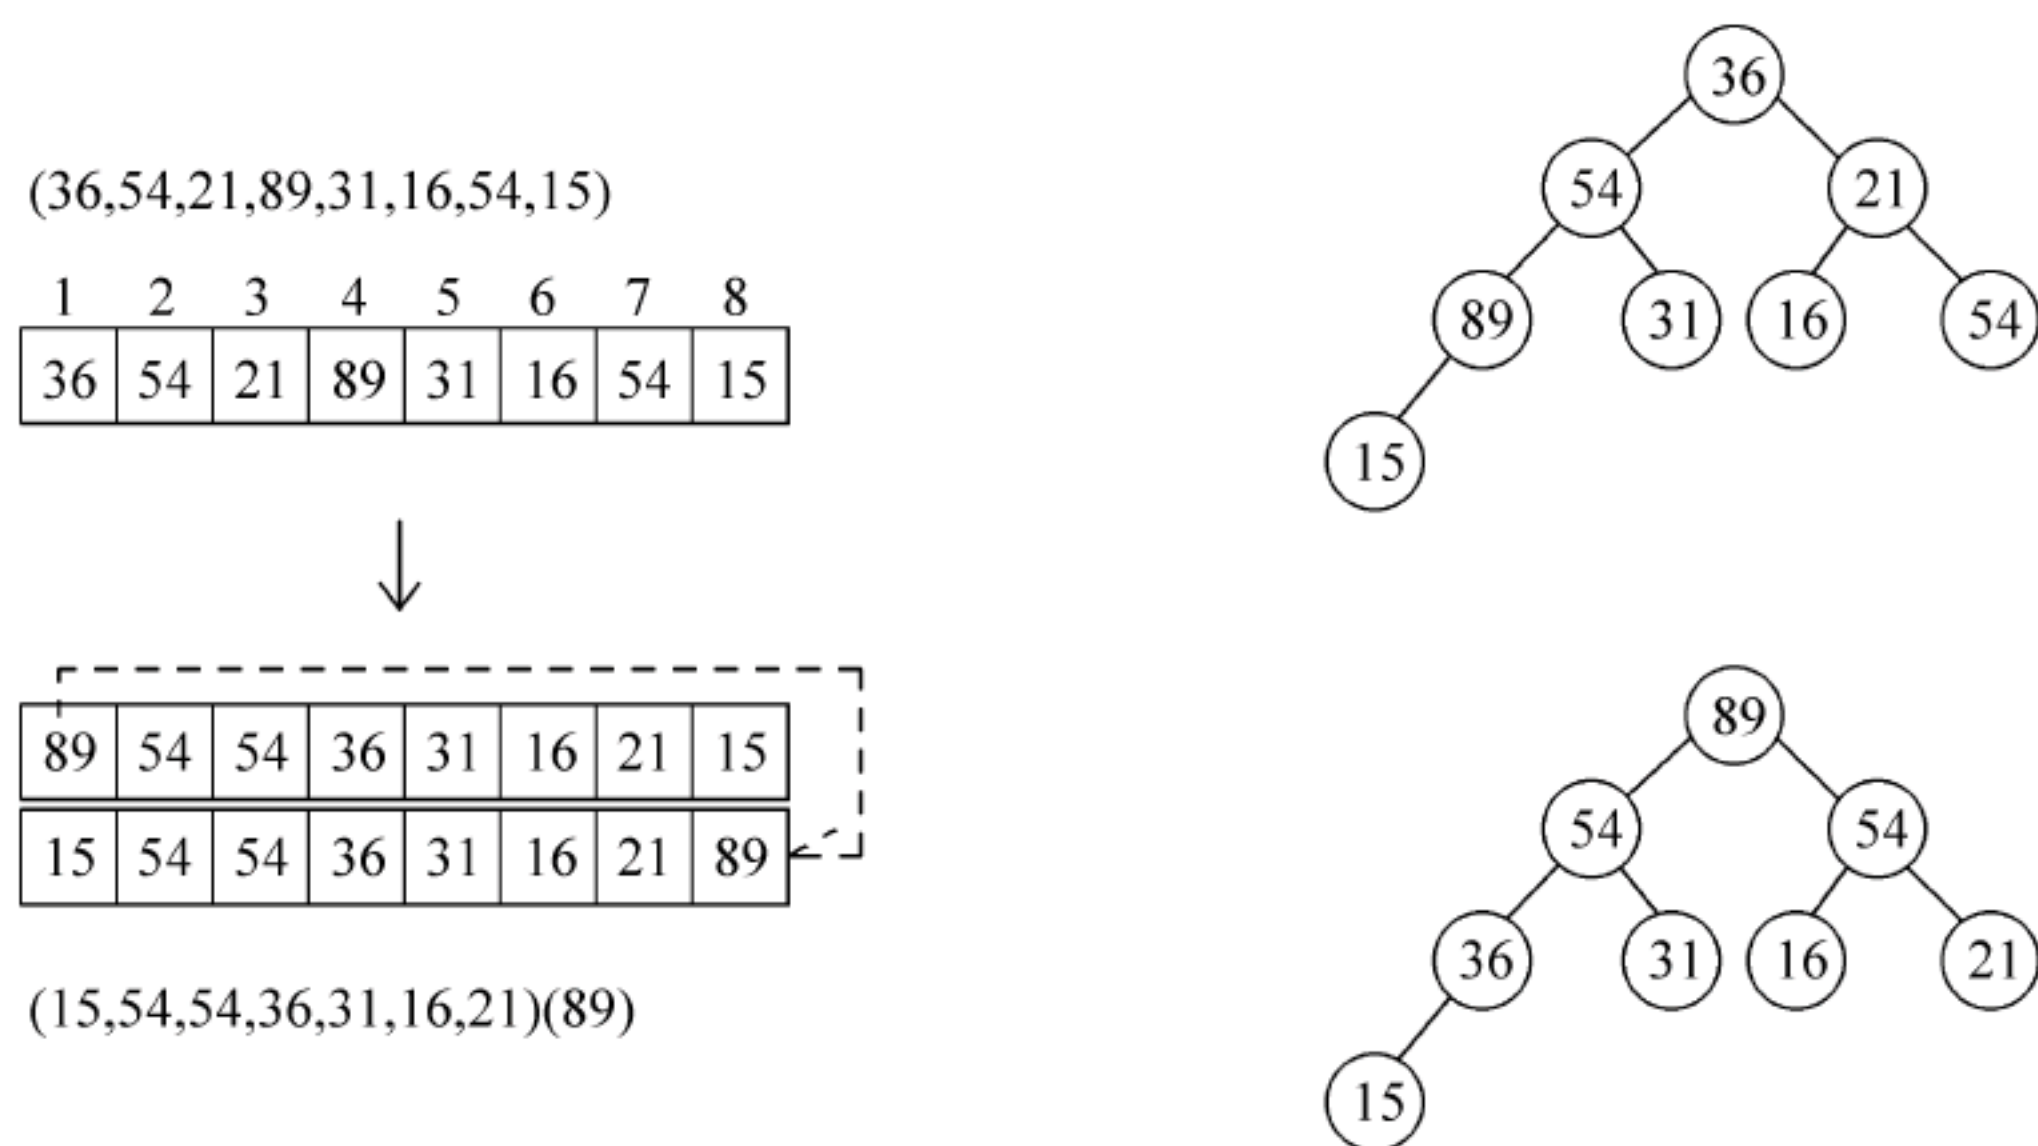 (36,54,21,89,31,16,54,15)
1 2 3 4 5 6 7 8
36 54 21 89 31 16 54 15
89 54 54 36 31 16 21 15
15 54 54 36 31 16 21 89
(15,54,54,36,31,16,21)(89)
36
54 21
89 31 16 54
15
89
54 54
36 31 16 21
15